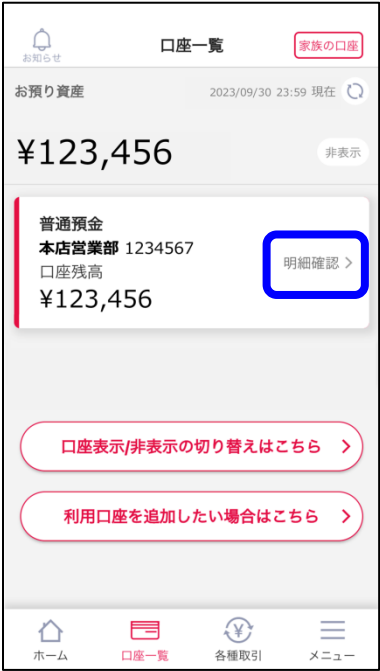 お知らせ
口座一覧
家族の口座
お預り資産
2023/09/30 23:59 現在
¥123,456
非表示
普通預金
本店営業部 1234567
口座残高
¥123,456
明細確認
口座表示/非表示の切り替えはこちら
利用口座を追加したい場合はこちら
ホーム
口座一覧
各種取引
メニュー